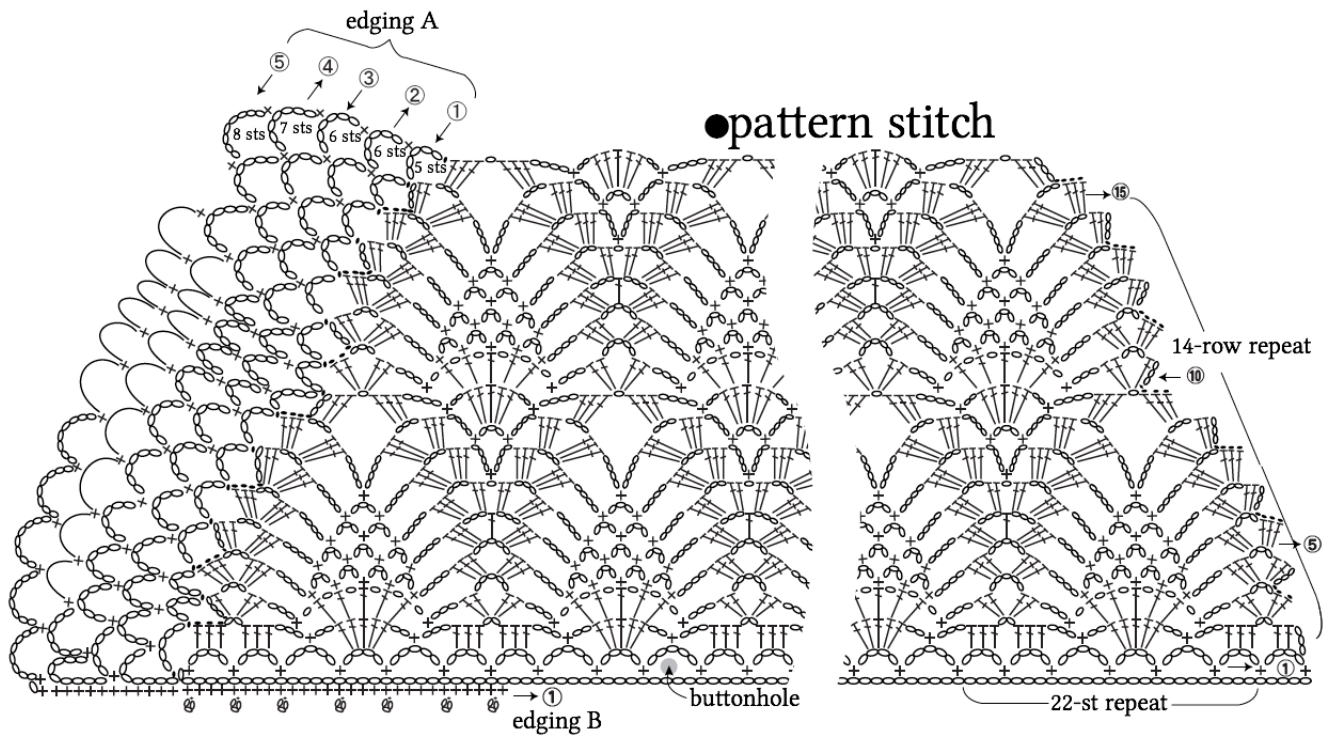 edging A
⑤ ④ ③ ② ①
8 sts 7 sts 6 sts 6 sts 5 sts
●pattern stitch
⑮
14-row repeat
⑩
⑤
①
22-st repeat
buttonhole
①
edging B